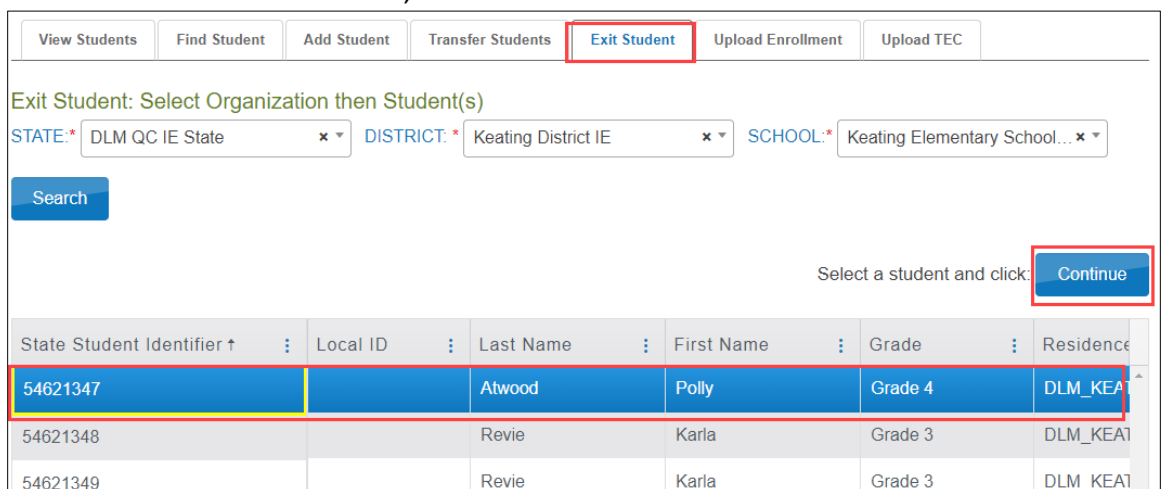 View Students Find Student Add Student Transfer Students Exit Student Upload Enrollment Upload TEC
Exit Student: Select Organization then Student(s)
STATE:* DLM QC IE State × DISTRICT: * Keating District IE × SCHOOL:* Keating Elementary School... ×
Search
Select a student and click: Continue
State Student Identifier ↑ Local ID Last Name First Name Grade Residence
54621347 Atwood Polly Grade 4 DLM_KEAT
54621348 Revie Karla Grade 3 DLM_KEAT
54621349 Revie Karla Grade 3 DLM_KEAT